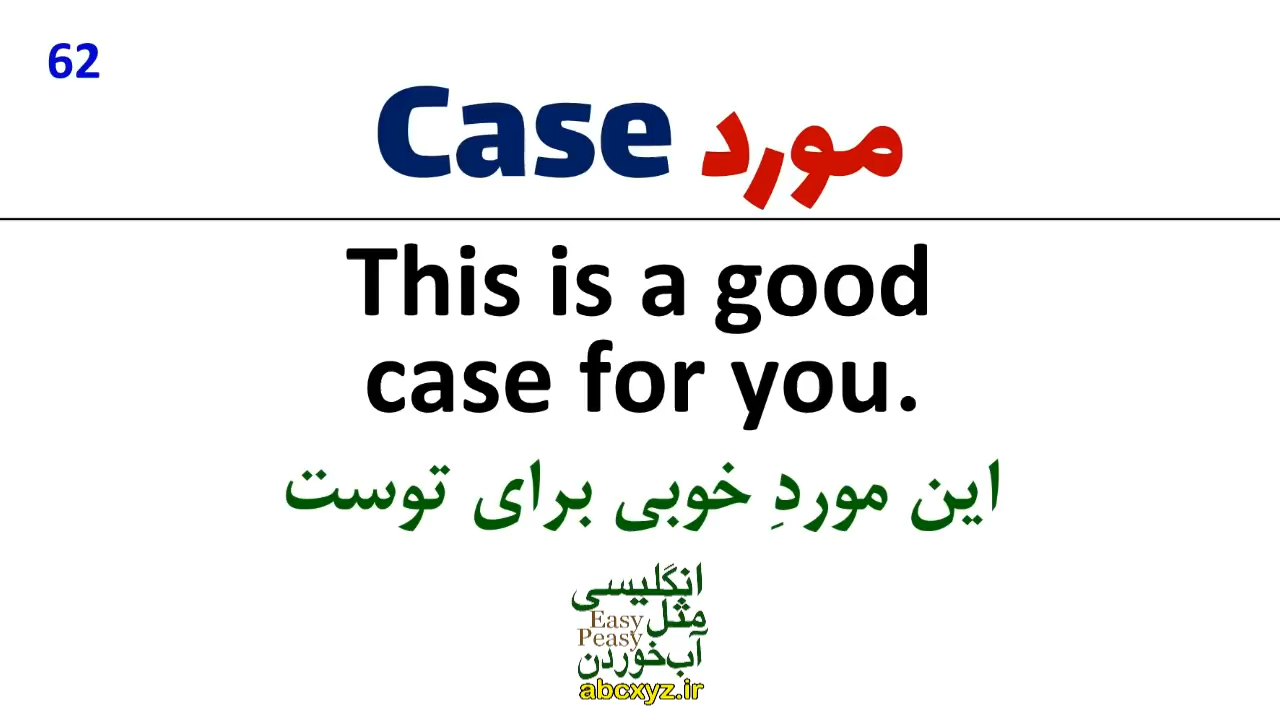 62
Case مورد
This is a good
case for you.
این موردِ خوبی برای توست
انگلیسی
مثل Easy
Peasy
آب‌خوردن
abcxyz.ir